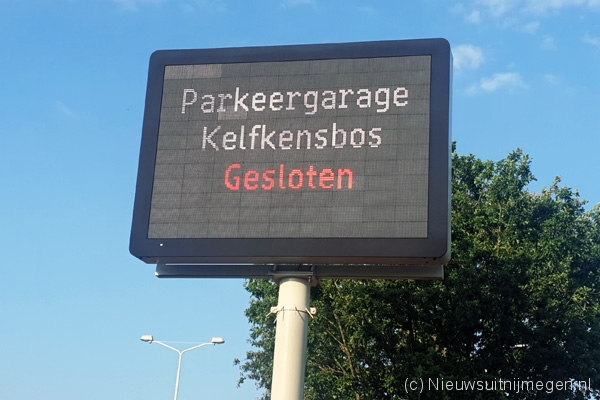 Parkeergarage
Kelfkensbos
Gesloten
(c) Nieuwsuitnijmegen.nl